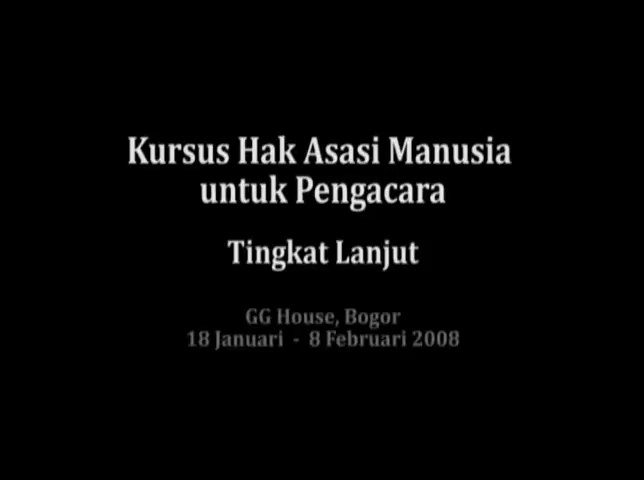 Kursus Hak Asasi Manusia
untuk Pengacara
Tingkat Lanjut
GG House, Bogor
18 Januari - 8 Februari 2008